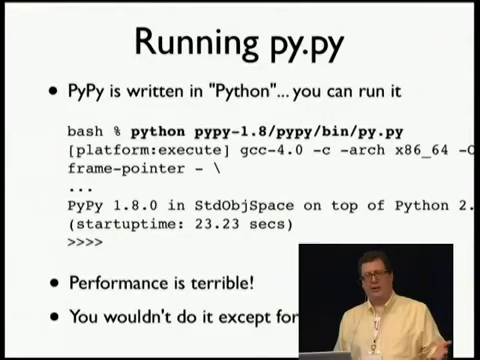 Running py.py
• PyPy is written in "Python"... you can run it
bash % python pypy-1.8/pypy/bin/py.py
[platform:execute] gcc-4.0 -c -arch x86_64 -O
frame-pointer - \
...
PyPy 1.8.0 in StdObjSpace on top of Python 2.
(startuptime: 23.23 secs)
>>>>
• Performance is terrible!
• You wouldn't do it except for